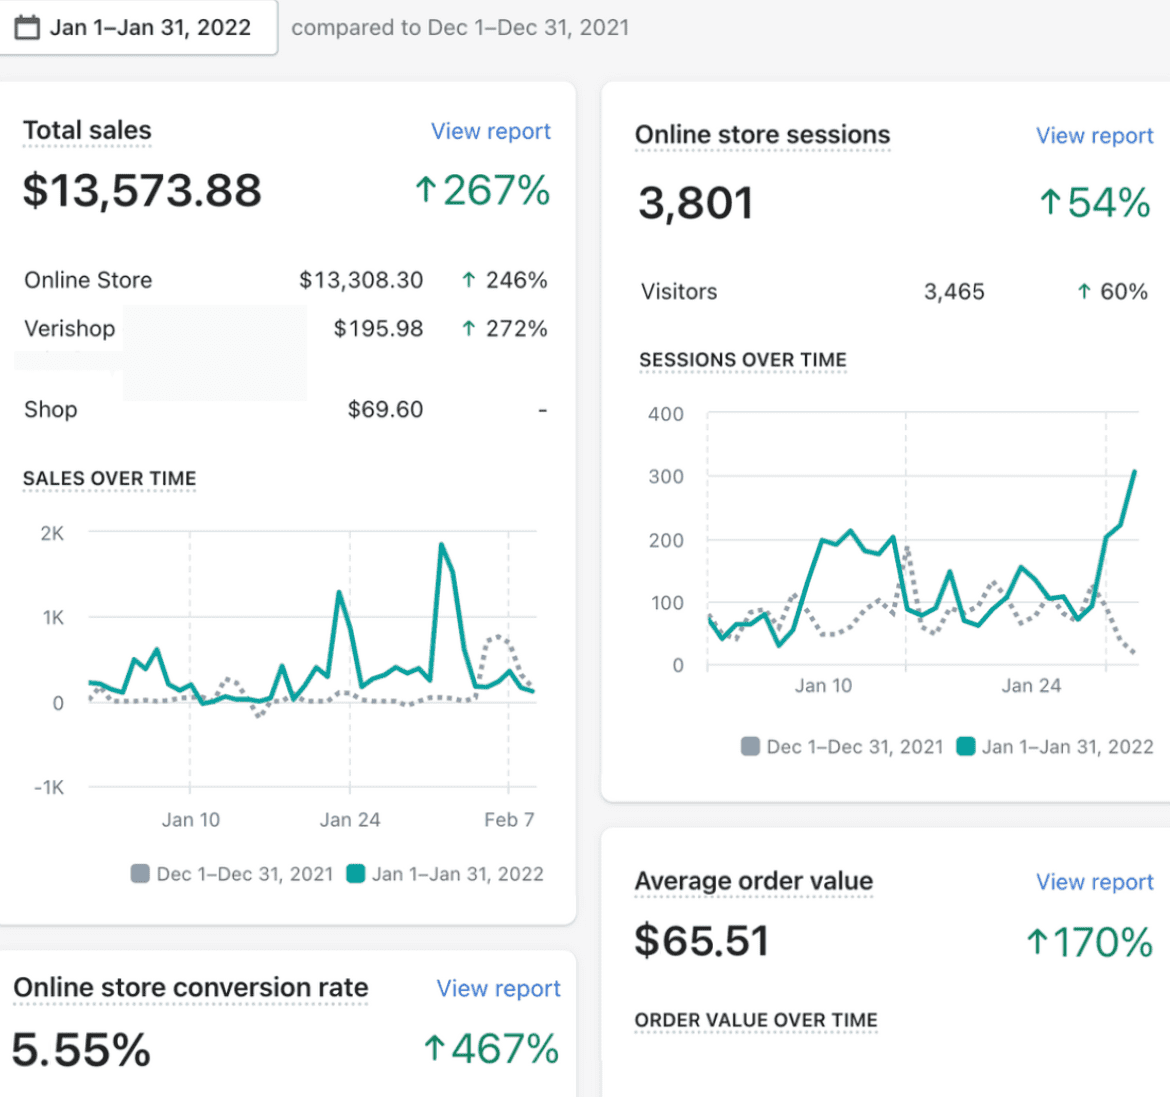 Jan 1–Jan 31, 2022 compared to Dec 1–Dec 31, 2021
Total sales View report
$13,573.88 ↑267%
Online Store $13,308.30 ↑ 246%
Verishop $195.98 ↑ 272%
Shop $69.60 -
SALES OVER TIME
2K
1K
0
-1K
Jan 10 Jan 24 Feb 7
Dec 1–Dec 31, 2021 Jan 1–Jan 31, 2022
Online store conversion rate View report
5.55% ↑467%
Online store sessions View report
3,801 ↑54%
Visitors 3,465 ↑ 60%
SESSIONS OVER TIME
400
300
200
100
0
Jan 10 Jan 24
Dec 1–Dec 31, 2021 Jan 1–Jan 31, 2022
Average order value View report
$65.51 ↑170%
ORDER VALUE OVER TIME